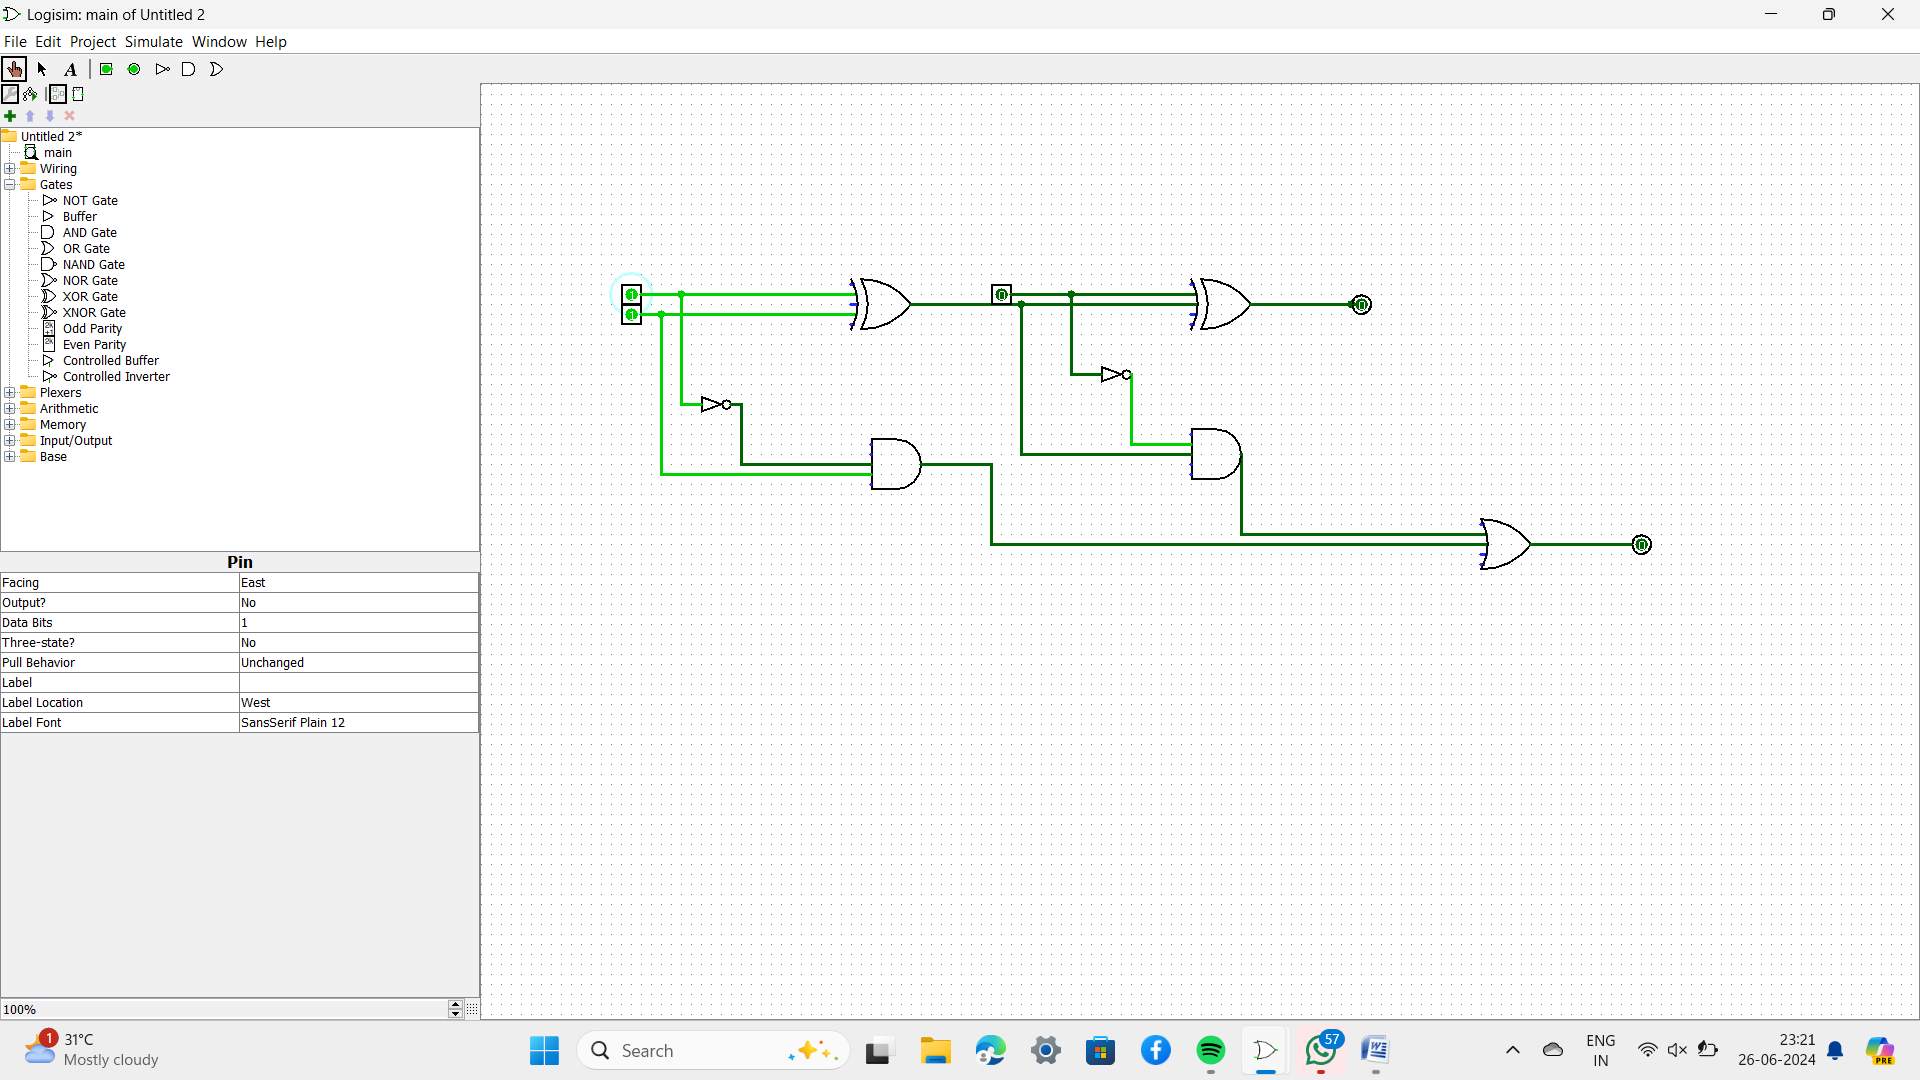 Logisim: main of Untitled 2
File Edit Project Simulate Window Help
A
Untitled 2*
main
Wiring
Gates
NOT Gate
Buffer
AND Gate
OR Gate
NAND Gate
NOR Gate
XOR Gate
XNOR Gate
Odd Parity
Even Parity
Controlled Buffer
Controlled Inverter
Plexers
Arithmetic
Memory
Input/Output
Base
Pin
Facing East
Output? No
Data Bits 1
Three-state? No
Pull Behavior Unchanged
Label
Label Location West
Label Font SansSerif Plain 12
100%
1
1
0
0
0
1
31°C
Mostly cloudy
Search
57
ENG
IN
23:21
26-06-2024
PRE